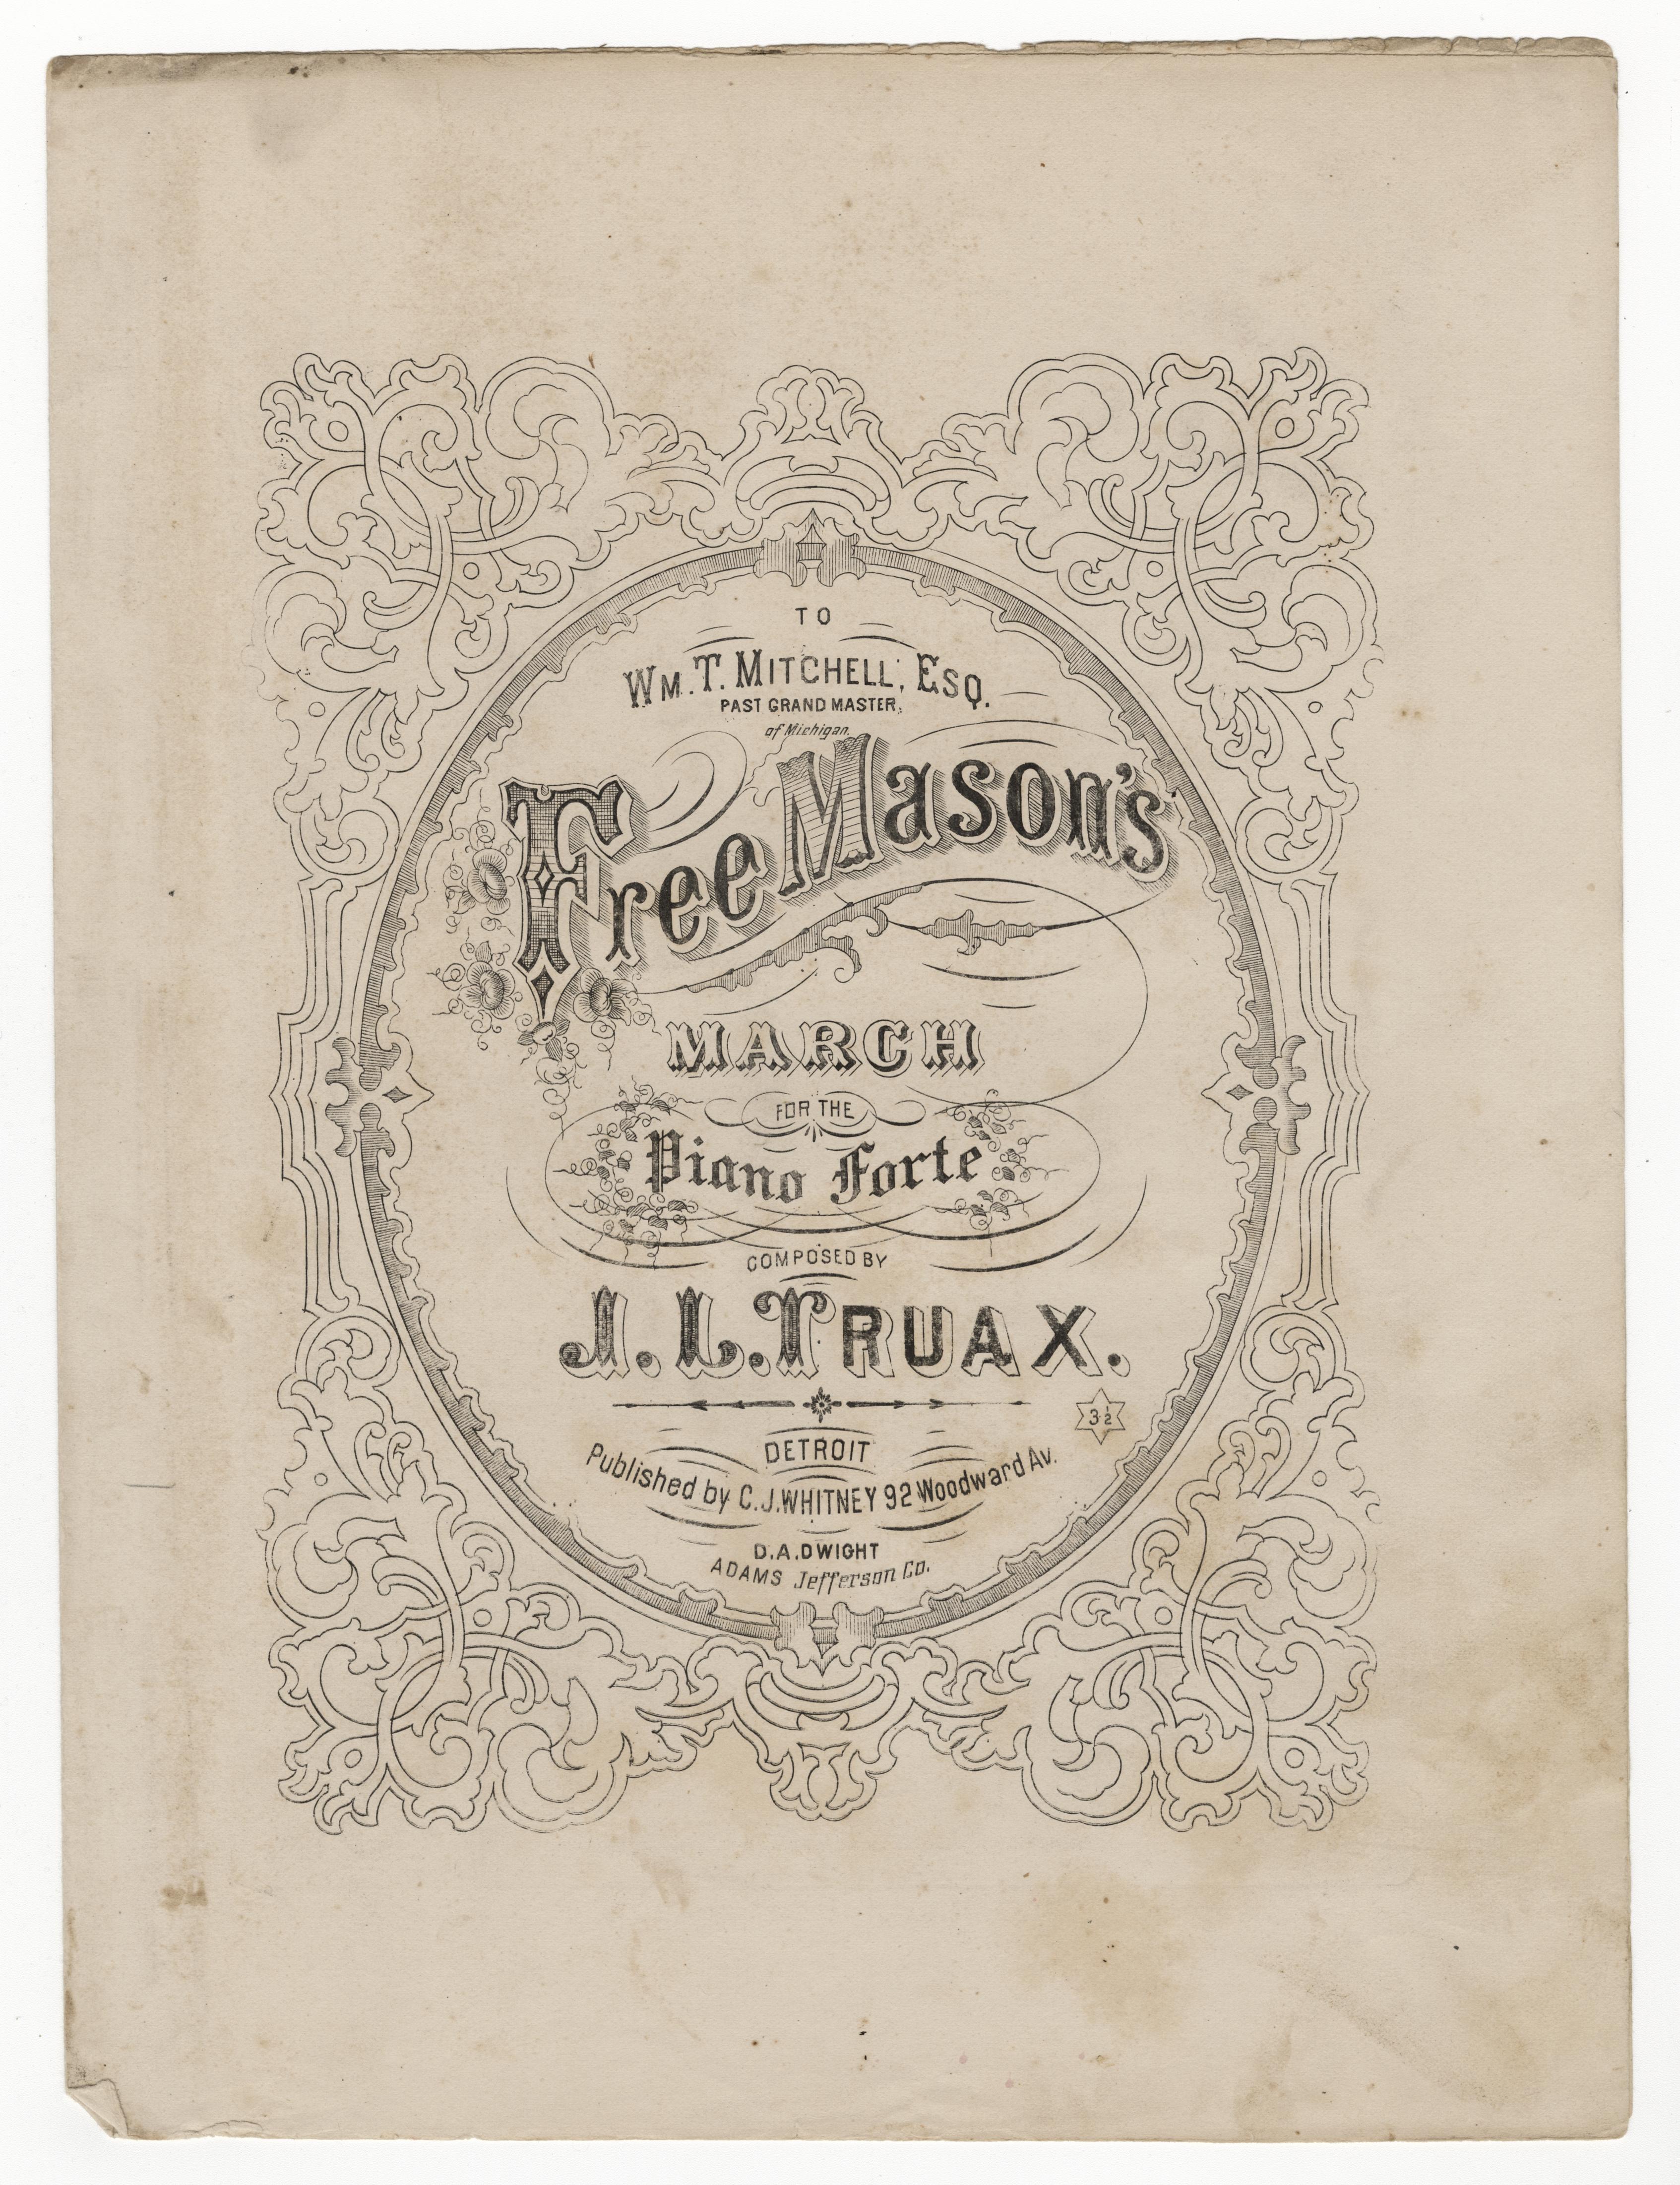 TO
WM. T. MITCHELL, ESQ.
PAST GRAND MASTER,
of Michigan.
Free Mason's
MARCH
FOR THE
Piano Forte
COMPOSED BY
J. L. TRUAX.
3½
DETROIT
Published by C. J. WHITNEY 92 Woodward Av.
D. A. DWIGHT
ADAMS Jefferson Co.